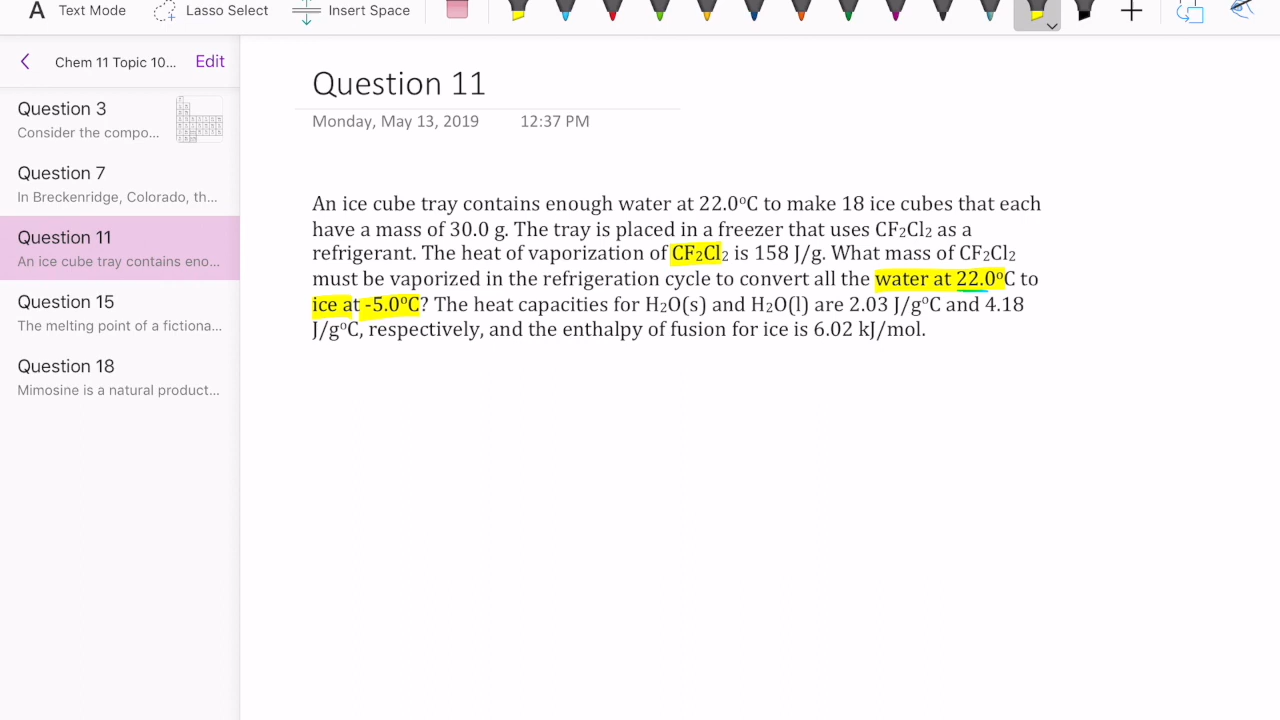 A Text Mode Lasso Select Insert Space
Chem 11 Topic 10... Edit
Question 3
Consider the compo...
Question 7
In Breckenridge, Colorado, th...
Question 11
An ice cube tray contains eno...
Question 15
The melting point of a fictiona...
Question 18
Mimosine is a natural product...
Question 11
Monday, May 13, 2019 12:37 PM
An ice cube tray contains enough water at 22.0°C to make 18 ice cubes that each
have a mass of 30.0 g. The tray is placed in a freezer that uses CF₂Cl₂ as a
refrigerant. The heat of vaporization of CF₂Cl₂ is 158 J/g. What mass of CF₂Cl₂
must be vaporized in the refrigeration cycle to convert all the water at 22.0°C to
ice at -5.0°C? The heat capacities for H₂O(s) and H₂O(l) are 2.03 J/g°C and 4.18
J/g°C, respectively, and the enthalpy of fusion for ice is 6.02 kJ/mol.